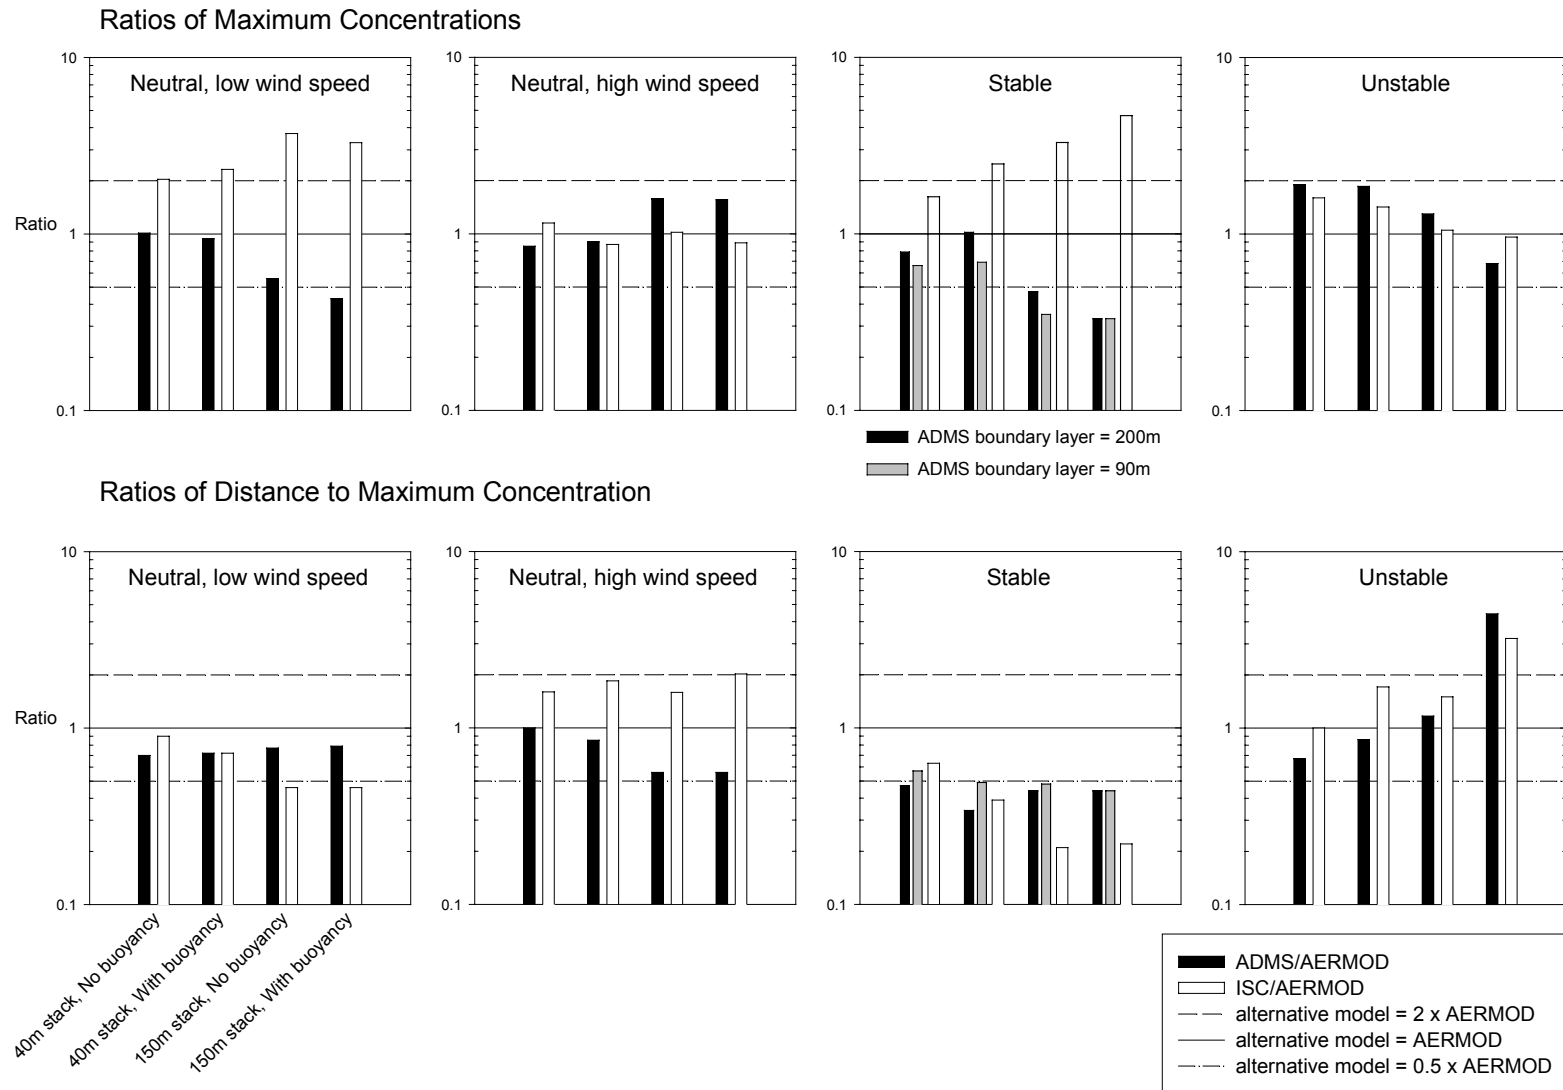 Ratios of Maximum Concentrations
10
Neutral, low wind speed
Ratio
1
0.1
10
Neutral, high wind speed
1
0.1
10
Stable
1
0.1
ADMS boundary layer = 200m
ADMS boundary layer = 90m
10
Unstable
1
0.1
Ratios of Distance to Maximum Concentration
10
Neutral, low wind speed
Ratio
1
0.1
40m stack, No buoyancy
40m stack, With buoyancy
150m stack, No buoyancy
150m stack, With buoyancy
10
Neutral, high wind speed
1
0.1
10
Stable
1
0.1
10
Unstable
1
0.1
ADMS/AERMOD
ISC/AERMOD
alternative model = 2 x AERMOD
alternative model = AERMOD
alternative model = 0.5 x AERMOD